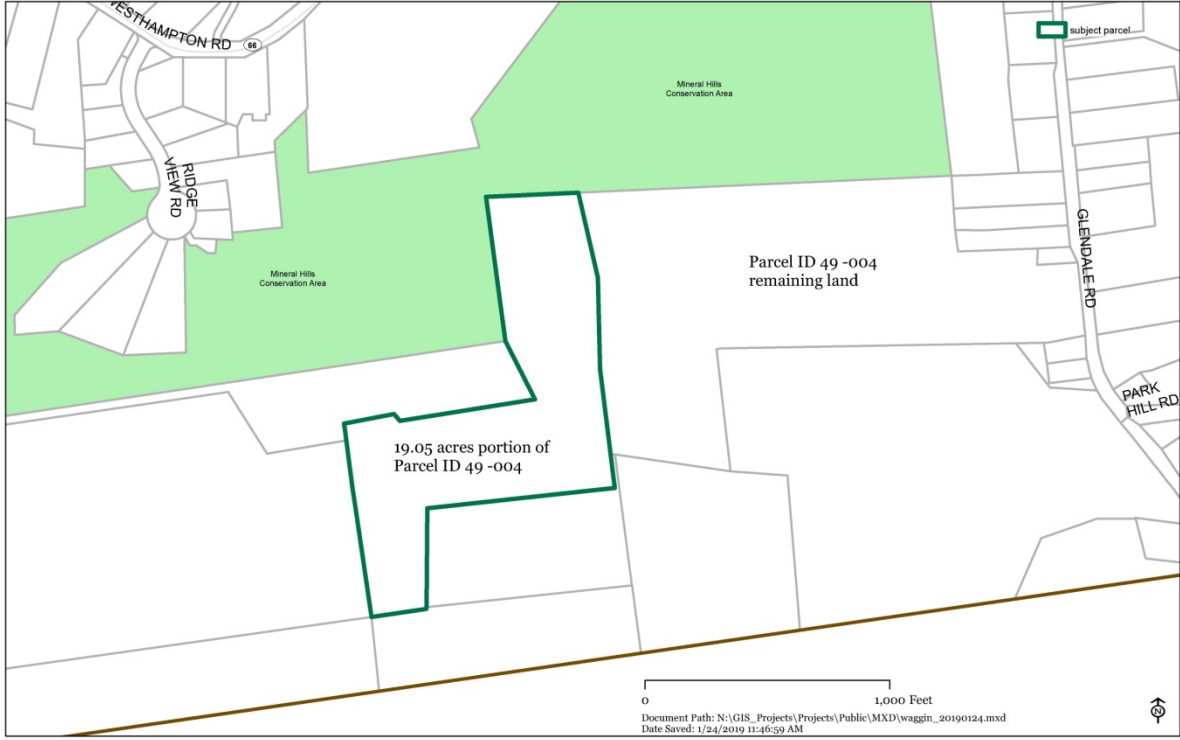 WESTHAMPTON RD
66
subject parcel
Mineral Hills
Conservation Area
RIDGE
VIEW RD
GLENDALE RD
Mineral Hills
Conservation Area
Parcel ID 49 -004
remaining land
PARK
HILL RD
19.05 acres portion of
Parcel ID 49 -004
0
1,000 Feet
Document Path: N:\GIS_Projects\Projects\Public\MXD\waggin_20190124.mxd
Date Saved: 1/24/2019 11:46:59 AM
N